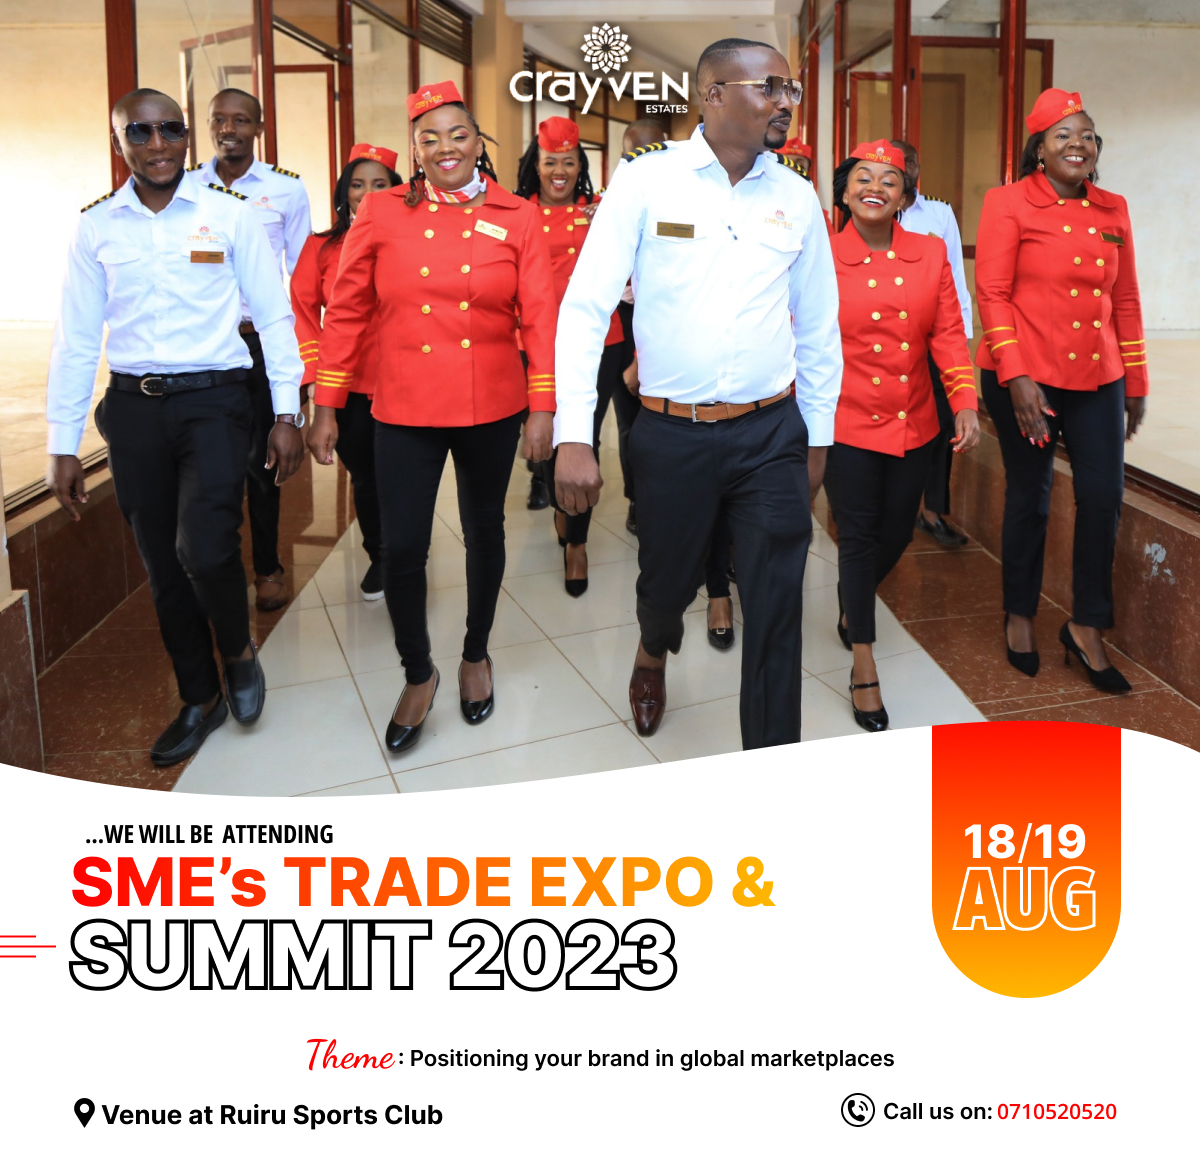 crayVEN
ESTATES
...WE WILL BE ATTENDING
SME's TRADE EXPO &
SUMMIT 2023
18/19
AUG
Theme : Positioning your brand in global marketplaces
Venue at Ruiru Sports Club
Call us on: 0710520520